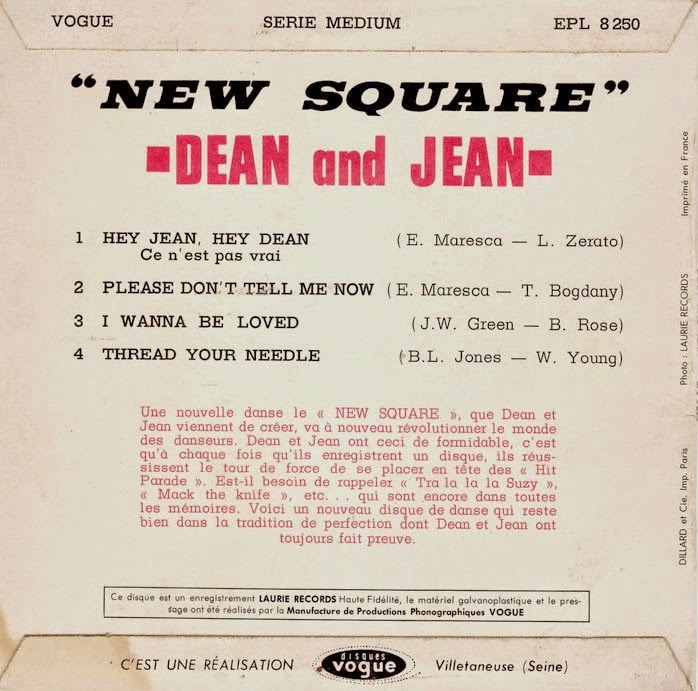 VOGUE SERIE MEDIUM EPL 8250
“NEW SQUARE”
DEAN and JEAN
1 HEY JEAN, HEY DEAN (E. Maresca — L. Zerato)
Ce n'est pas vrai
2 PLEASE DON'T TELL ME NOW (E. Maresca — T. Bogdany)
3 I WANNA BE LOVED (J.W. Green — B. Rose)
4 THREAD YOUR NEEDLE (B.L. Jones — W. Young)
Une nouvelle danse le « NEW SQUARE », que Dean et
Jean viennent de créer, va à nouveau révolutionner le monde
des danseurs. Dean et Jean ont ceci de formidable, c'est
qu'à chaque fois qu'ils enregistrent un disque, ils réus-
sissent le tour de force de se placer en tête des « Hit
Parade ». Est-il besoin de rappeler « Tra la la la Suzy »,
« Mack the knife », etc... qui sont encore dans toutes
les mémoires. Voici un nouveau disque de danse qui reste
bien dans la tradition de perfection dont Dean et Jean ont
toujours fait preuve.
Ce disque est un enregistrement LAURIE RECORDS Haute Fidélité, le matériel galvanoplastique et le pres-
sage ont été réalisés par la Manufacture de Productions Phonographiques VOGUE
C'EST UNE RÉALISATION disques vogue Villetaneuse (Seine)
Imprimé en France
Photo : LAURIE RECORDS
DILLARD et Cie. Imp. Paris